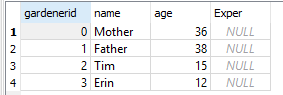 gardenerid name age Exper
1 0 Mother 36 NULL
2 1 Father 38 NULL
3 2 Tim 15 NULL
4 3 Erin 12 NULL